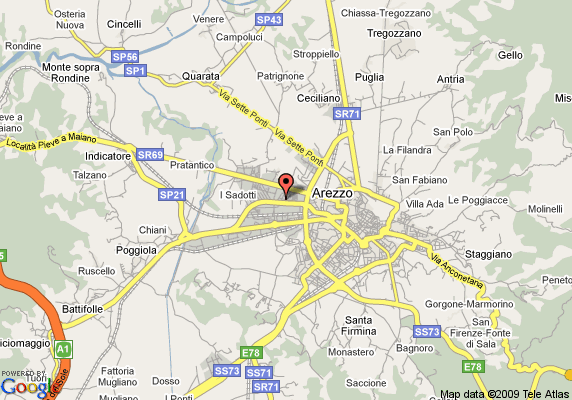 Osteria
Nuova
Cincelli
Venere
SP43
Campoluci
Chiassa-Tregozzano
Tregozzano
Rondine
SP56
SP1
Stroppiello
Gello
Monte sopra
Rondine
Quarata
Patrignone
Puglia
Antria
Ceciliano
Via Sette Ponti
Via Sette Ponti
SR71
San Polo
Località Pieve a Maiano
La Filandra
Indicatore
SR69
Pratantico
Talzano
San Fabiano
SP21
I Sadotti
Arezzo
Villa Ada
Le Poggiacce
Molinelli
Chiani
Poggiola
Staggiano
Via Anconetana
Ruscello
Battifolle
Gorgone-Marmorino
Santa
Firmina
SS73
San
Firenze-Fonte
di Sala
A1
E78
Monastero
Bagnoro
E78
Fattoria
Mugliano
Dosso
SS73
SS71
SR71
Saccione
I Ponti
POWERED BY
Google
Map data ©2009 Tele Atlas